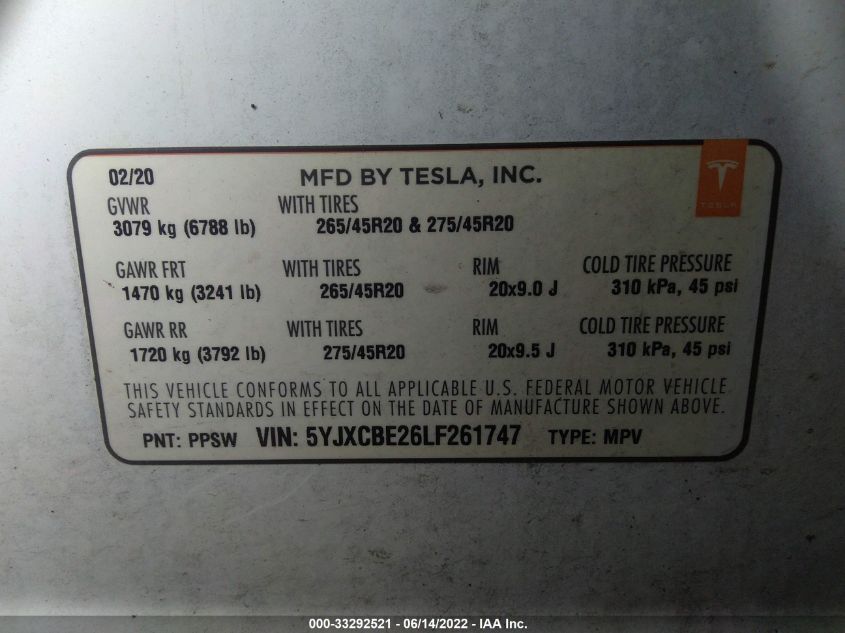 02/20 MFD BY TESLA, INC.
TESLA
GVWR WITH TIRES
3079 kg (6788 lb) 265/45R20 & 275/45R20
GAWR FRT WITH TIRES RIM COLD TIRE PRESSURE
1470 kg (3241 lb) 265/45R20 20x9.0 J 310 kPa, 45 psi
GAWR RR WITH TIRES RIM COLD TIRE PRESSURE
1720 kg (3792 lb) 275/45R20 20x9.5 J 310 kPa, 45 psi
THIS VEHICLE CONFORMS TO ALL APPLICABLE U.S. FEDERAL MOTOR VEHICLE
SAFETY STANDARDS IN EFFECT ON THE DATE OF MANUFACTURE SHOWN ABOVE.
PNT: PPSW VIN: 5YJXCBE26LF261747 TYPE: MPV
000-33292521 - 06/14/2022 - IAA Inc.